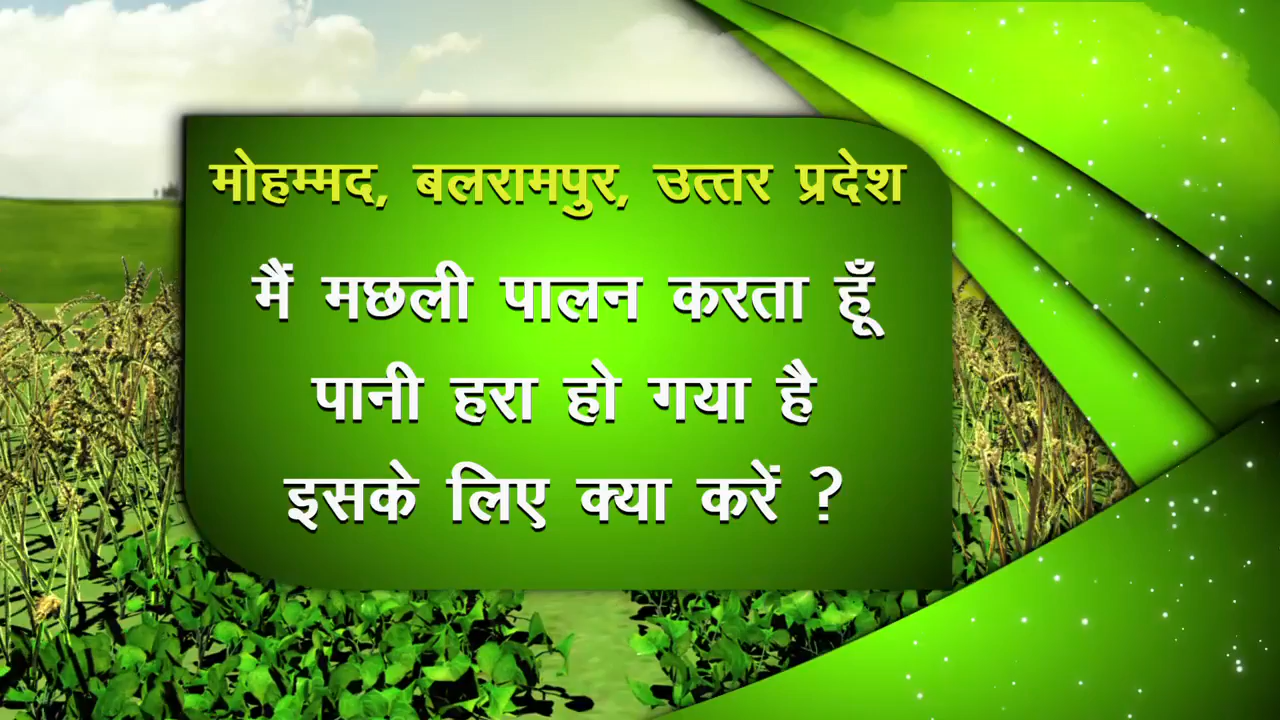 मोहम्मद, बलरामपुर, उत्तर प्रदेश
मैं मछली पालन करता हूँ
पानी हरा हो गया है
इसके लिए क्या करें ?